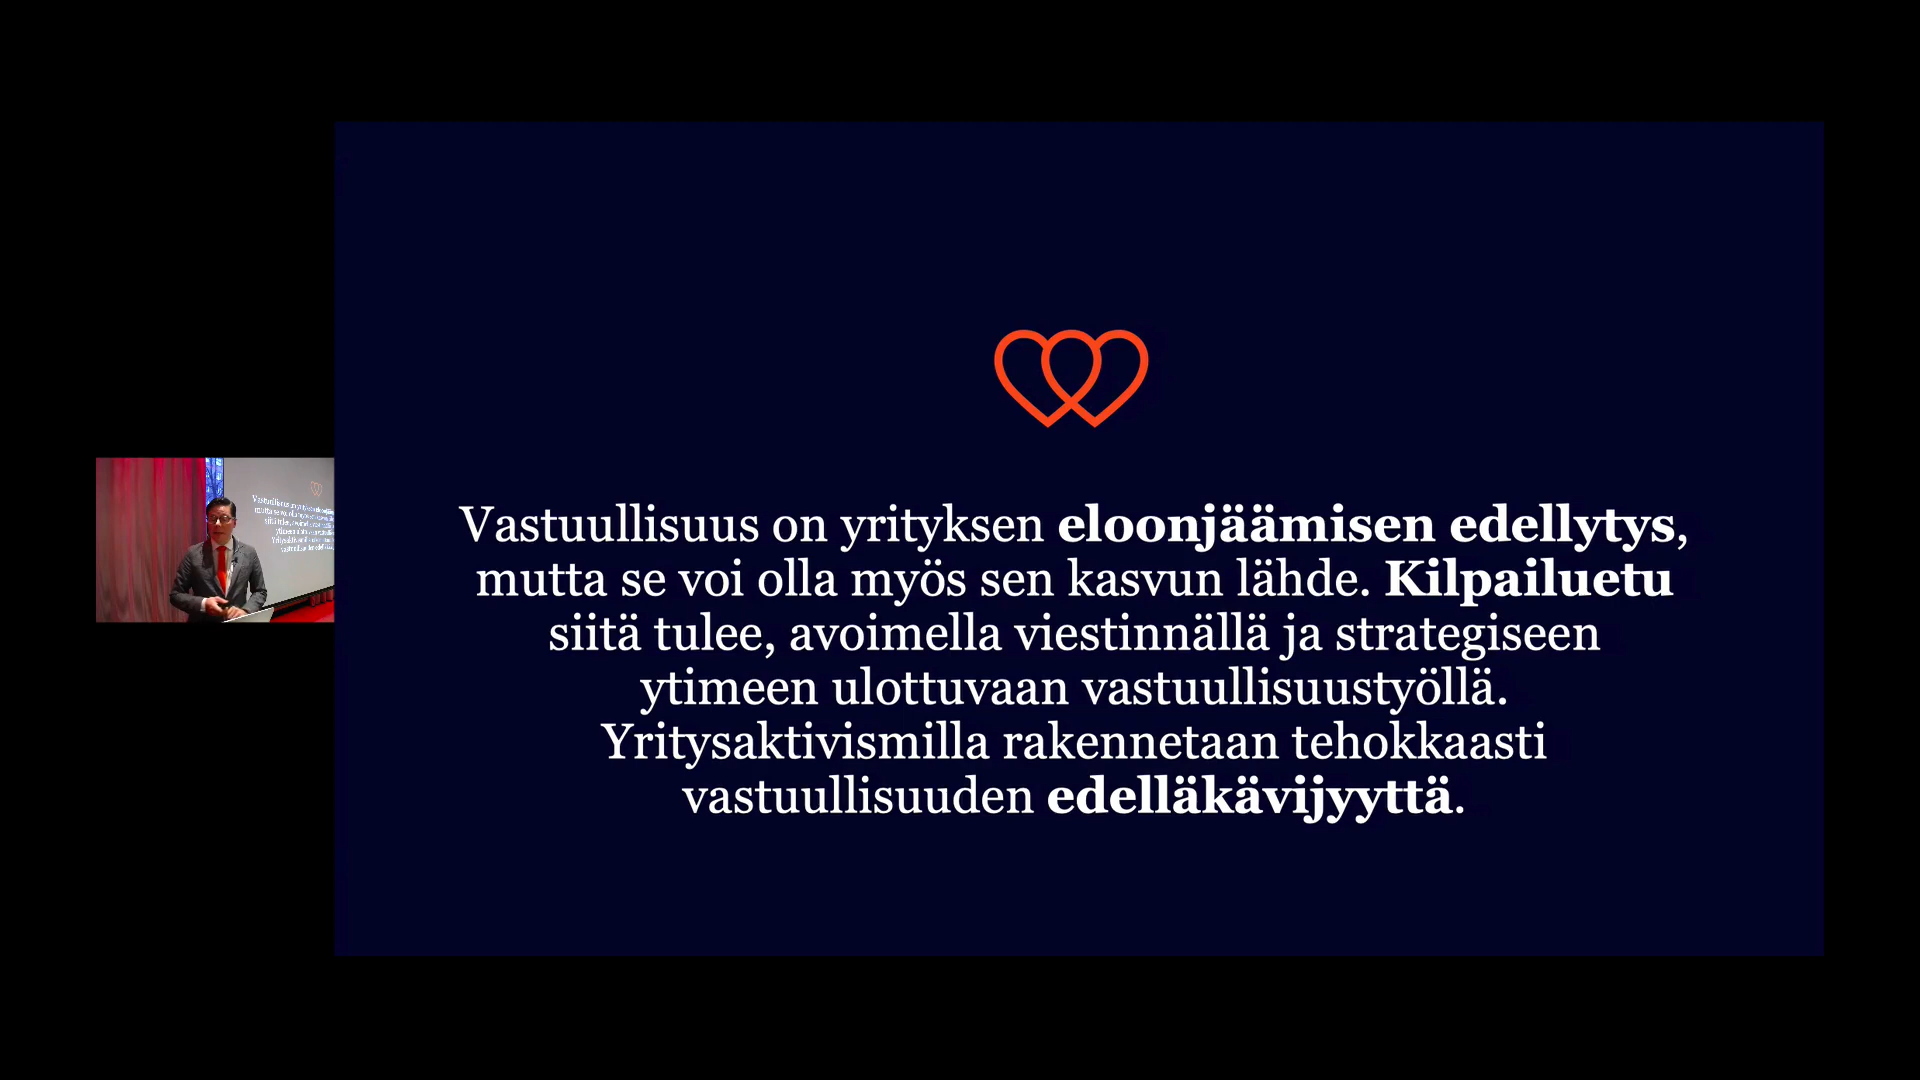 Vastuullisuus on yrityksen eloonjäämisen edellytys,
mutta se voi olla myös sen kasvun lähde. Kilpailuetu
siitä tulee, avoimella viestinnällä ja strategiseen
ytimeen ulottuvaan vastuullisuustyöllä.
Yritysaktivismilla rakennetaan tehokkaasti
vastuullisuuden edelläkävijyyttä.